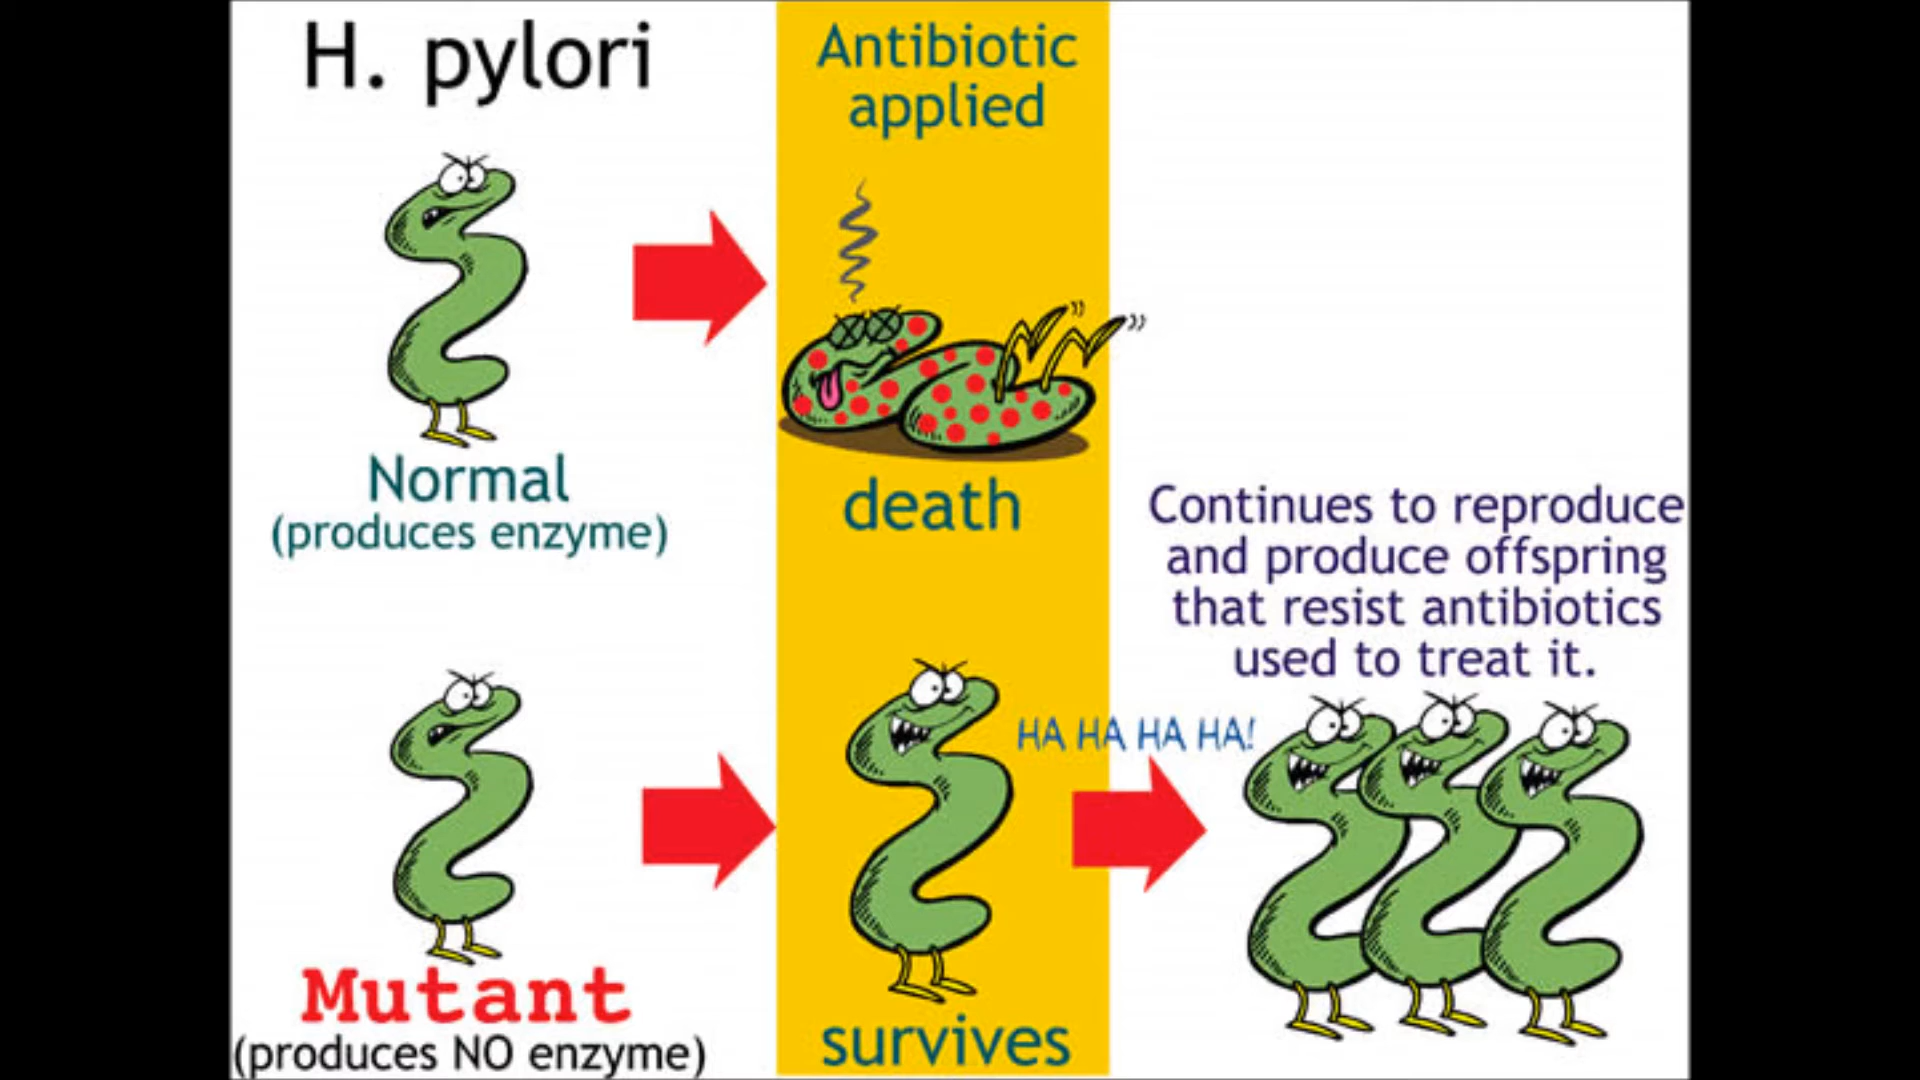 H. pylori
Antibiotic
applied
Normal
(produces enzyme)
death
Continues to reproduce
and produce offspring
that resist antibiotics
used to treat it.
HA HA HA HA!
Mutant
(produces NO enzyme)
survives